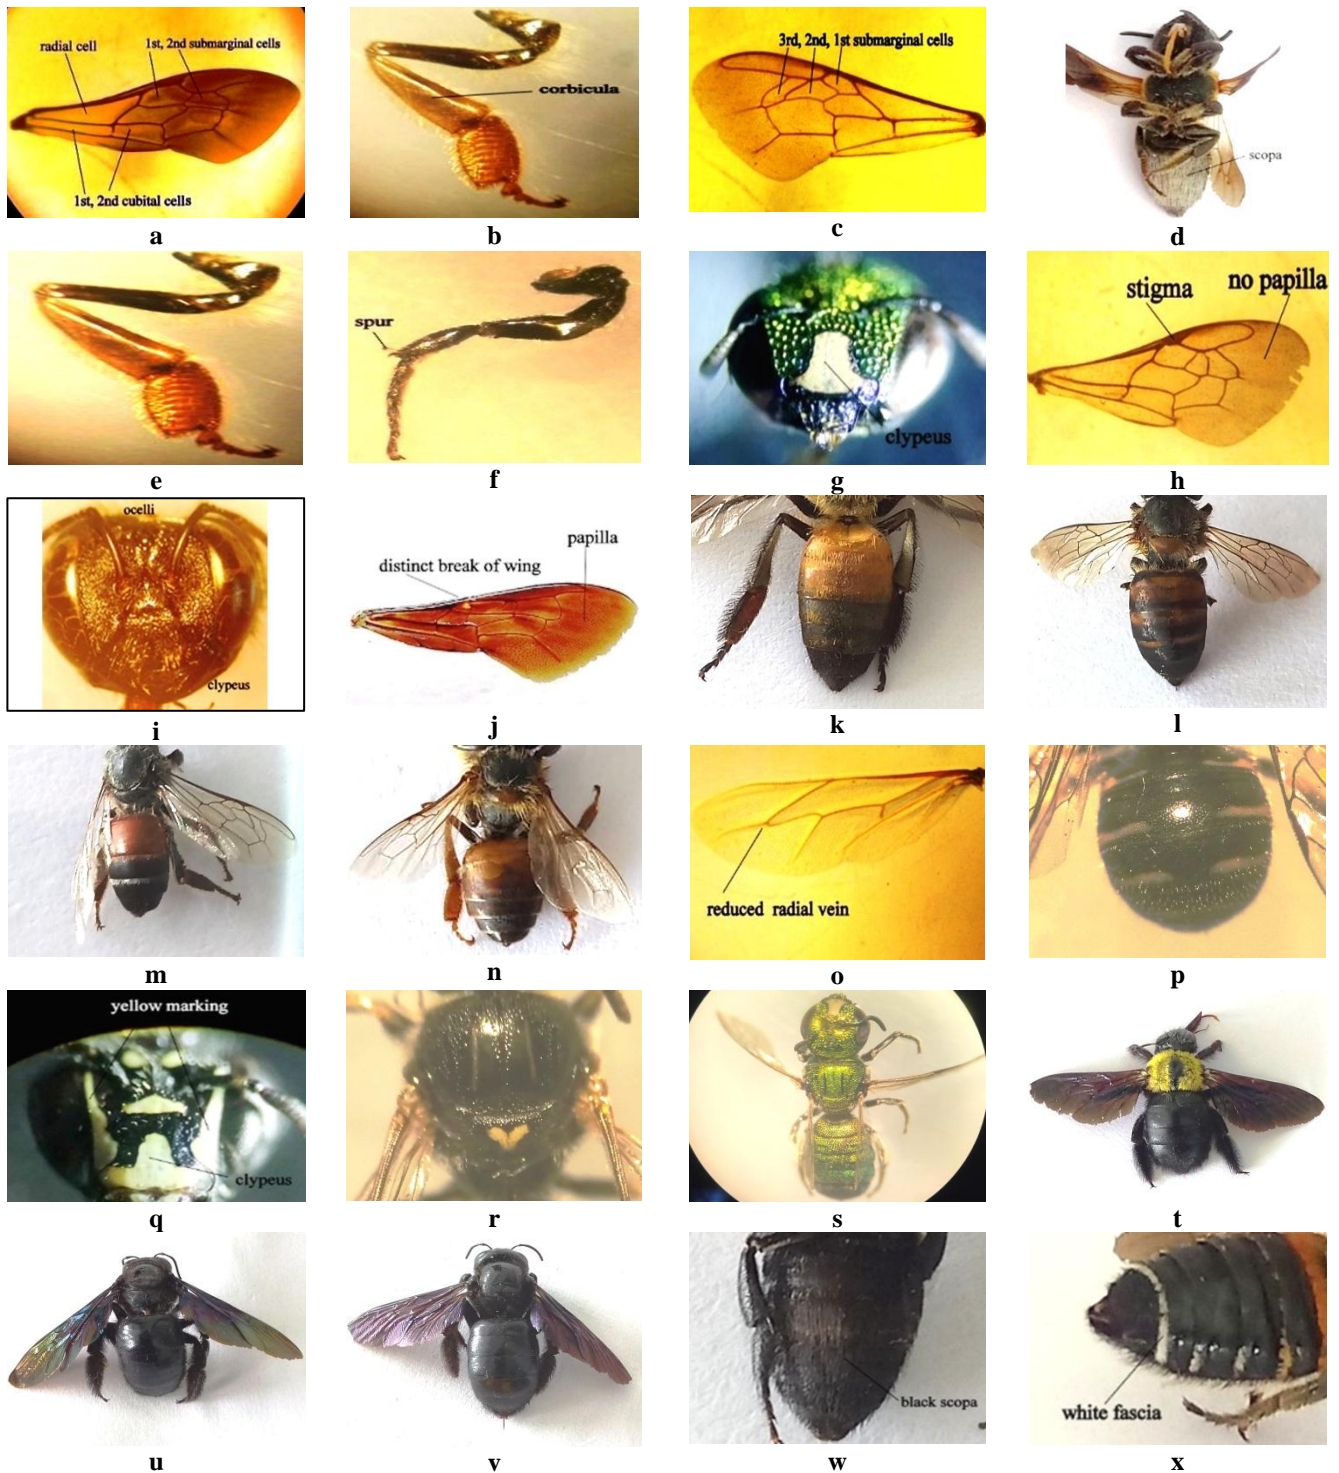 radial cell
1st, 2nd submarginal cells
1st, 2nd cubital cells
a
corbicula
b
3rd, 2nd, 1st submarginal cells
c
scopa
d
e
spur
f
clypeus
g
stigma
no papilla
h
ocelli
clypeus
i
papilla
distinct break of wing
j
k
l
m
n
reduced radial vein
o
p
yellow marking
clypeus
q
r
s
t
u
v
black scopa
w
white fascia
x